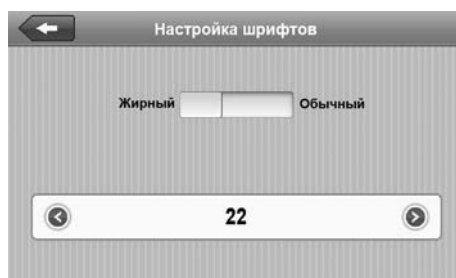 Настройка шрифтов
Жирный Обычный
22